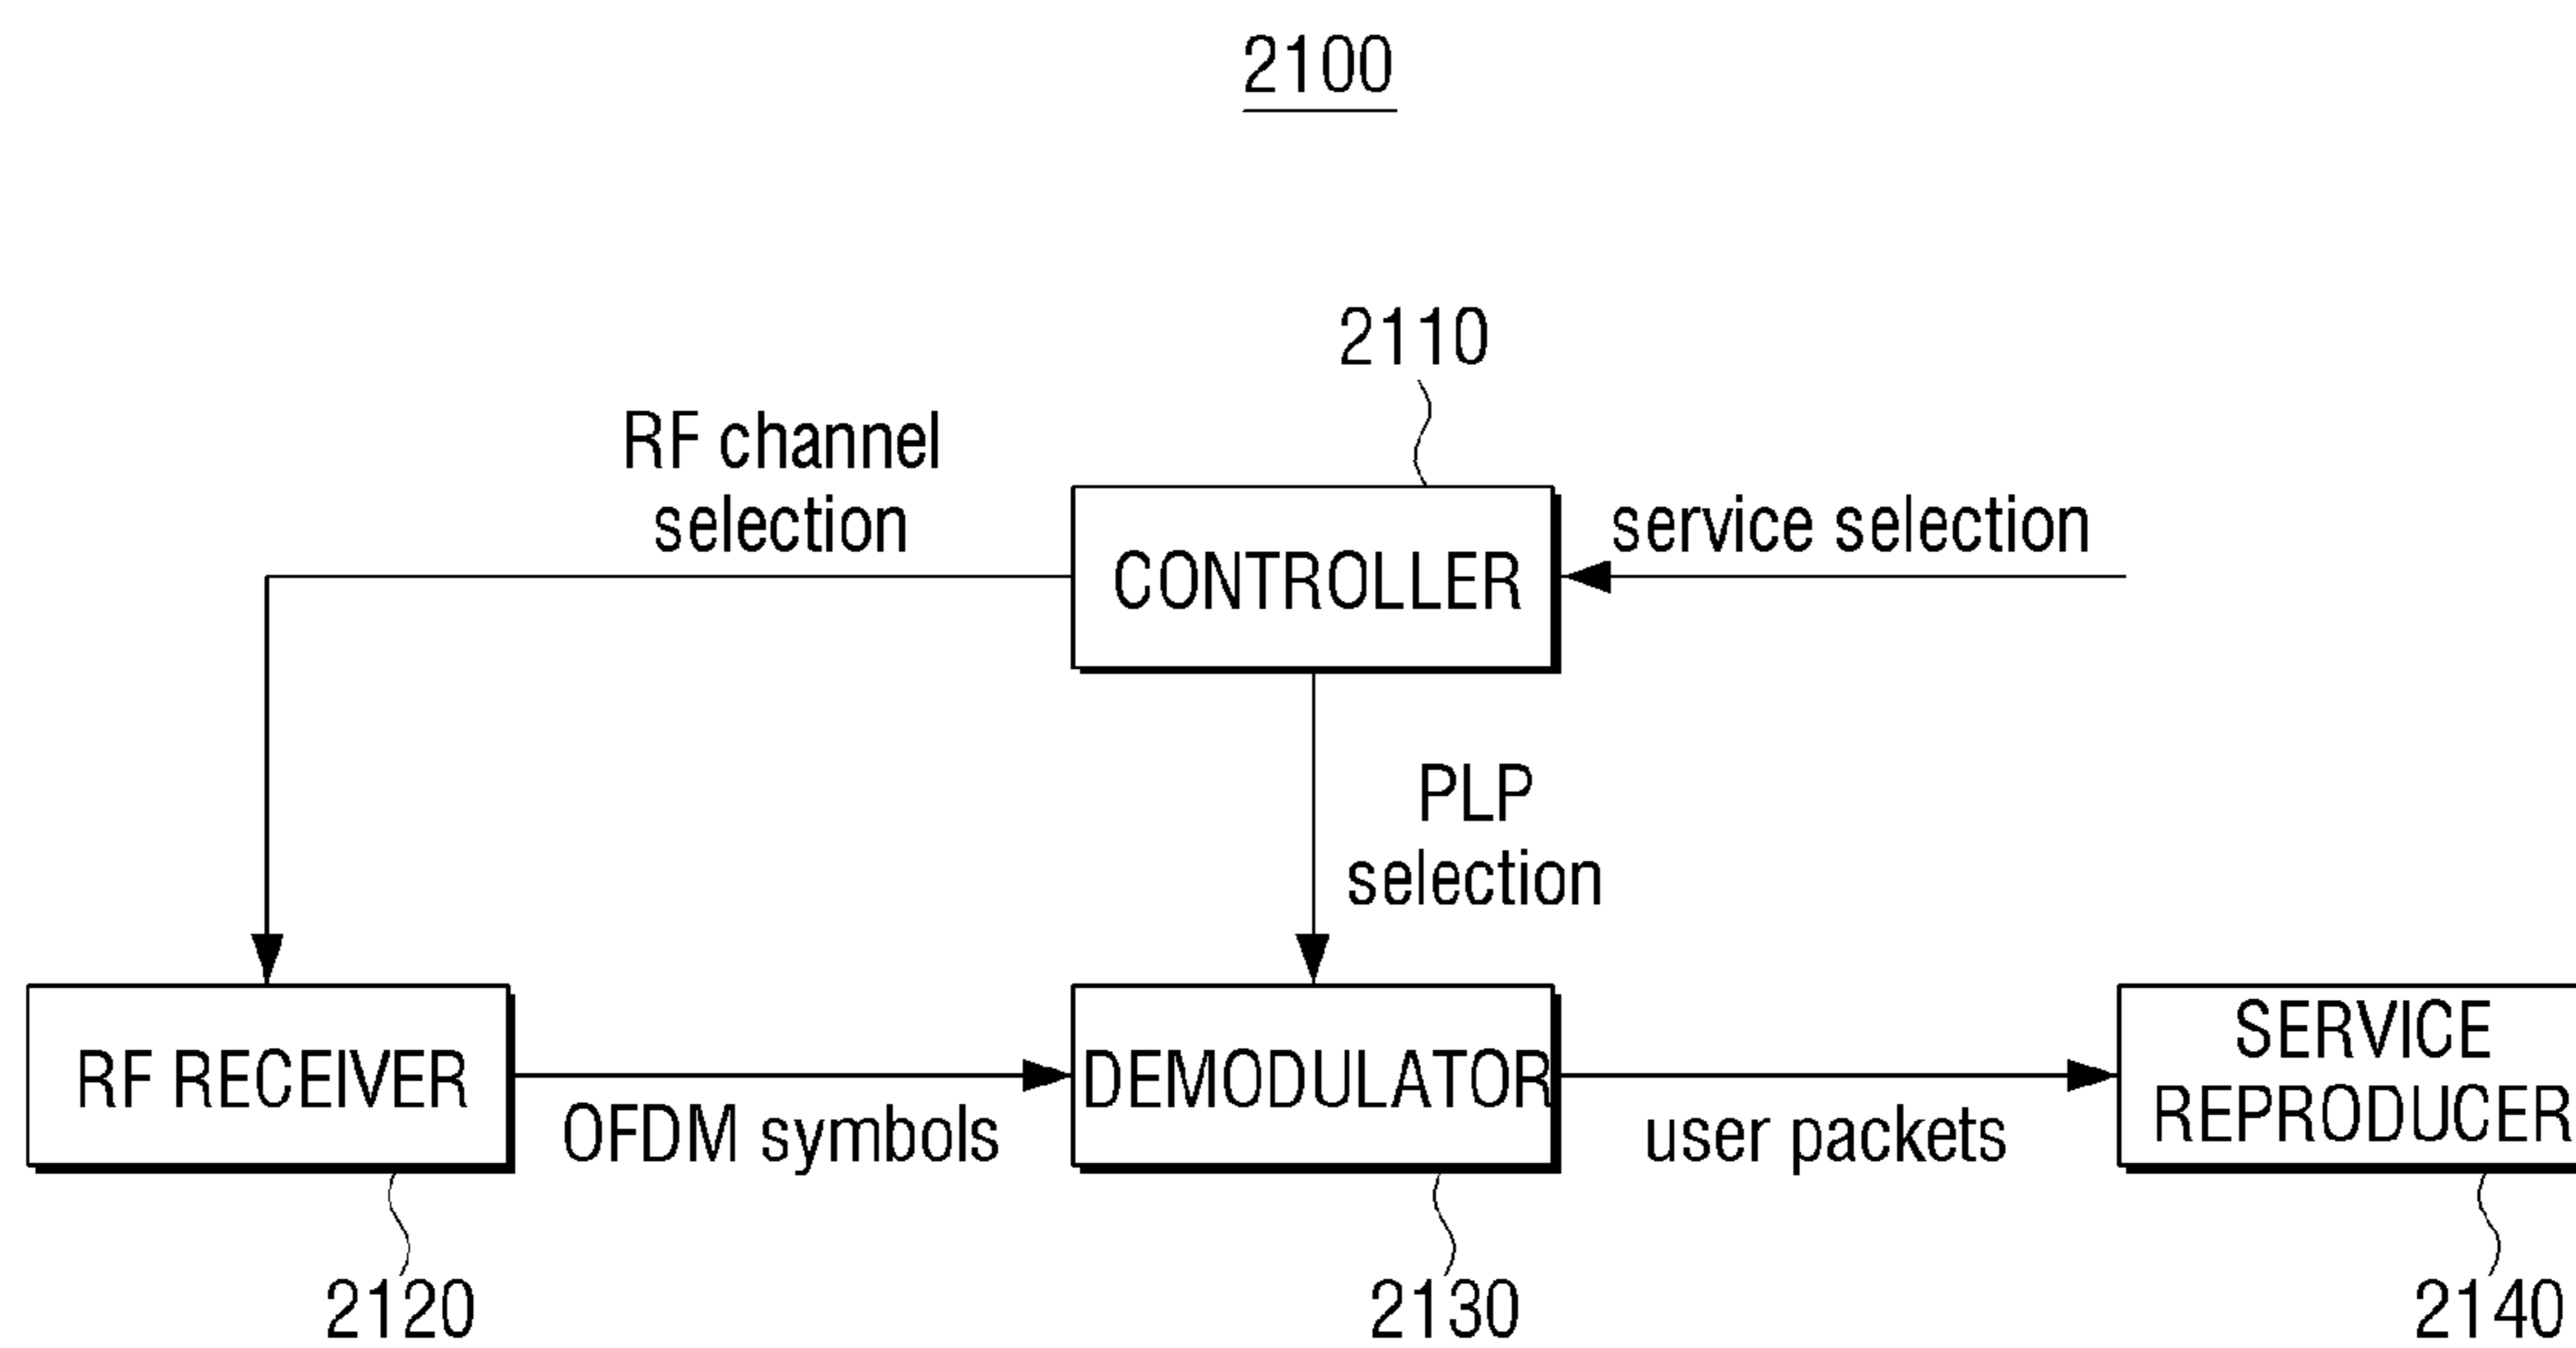 2100
2110
RF channel
selection
CONTROLLER
service selection
PLP
selection
RF RECEIVER
OFDM symbols
DEMODULATOR
user packets
SERVICE
REPRODUCER
2120
2130
2140